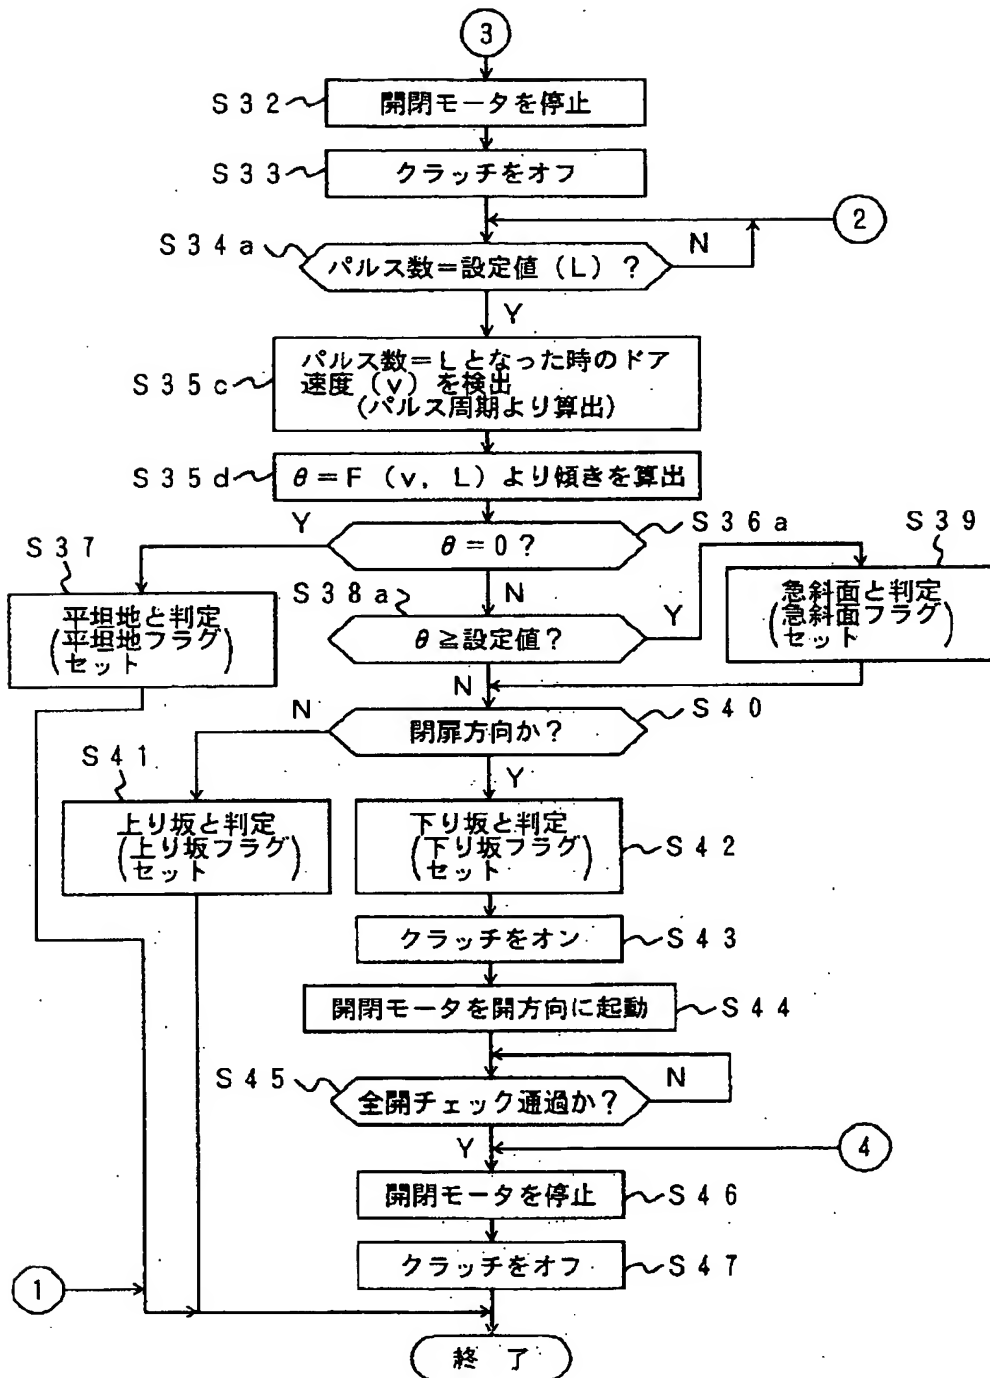 3
S32
開閉モータを停止
S33
クラッチをオフ
2
S34a
パルス数=設定値(L)?
N
Y
S35c
パルス数=Lとなった時のドア
速度(v)を検出
(パルス周期より算出)
S35d
θ=F(v,L)より傾きを算出
Y
S36a
S39
θ=0?
S37
N
S38a
平坦地と判定
(平坦地フラグ)
セット
θ≧設定値?
Y
急斜面と判定
(急斜面フラグ)
セット
N
N
S40
閉扉方向か?
S41
Y
上り坂と判定
(上り坂フラグ)
セット
下り坂と判定
(下り坂フラグ)
セット
S42
クラッチをオン
S43
開閉モータを開方向に起動
S44
S45
N
全開チェック通過か?
Y
4
開閉モータを停止
S46
クラッチをオフ
S47
1
終了